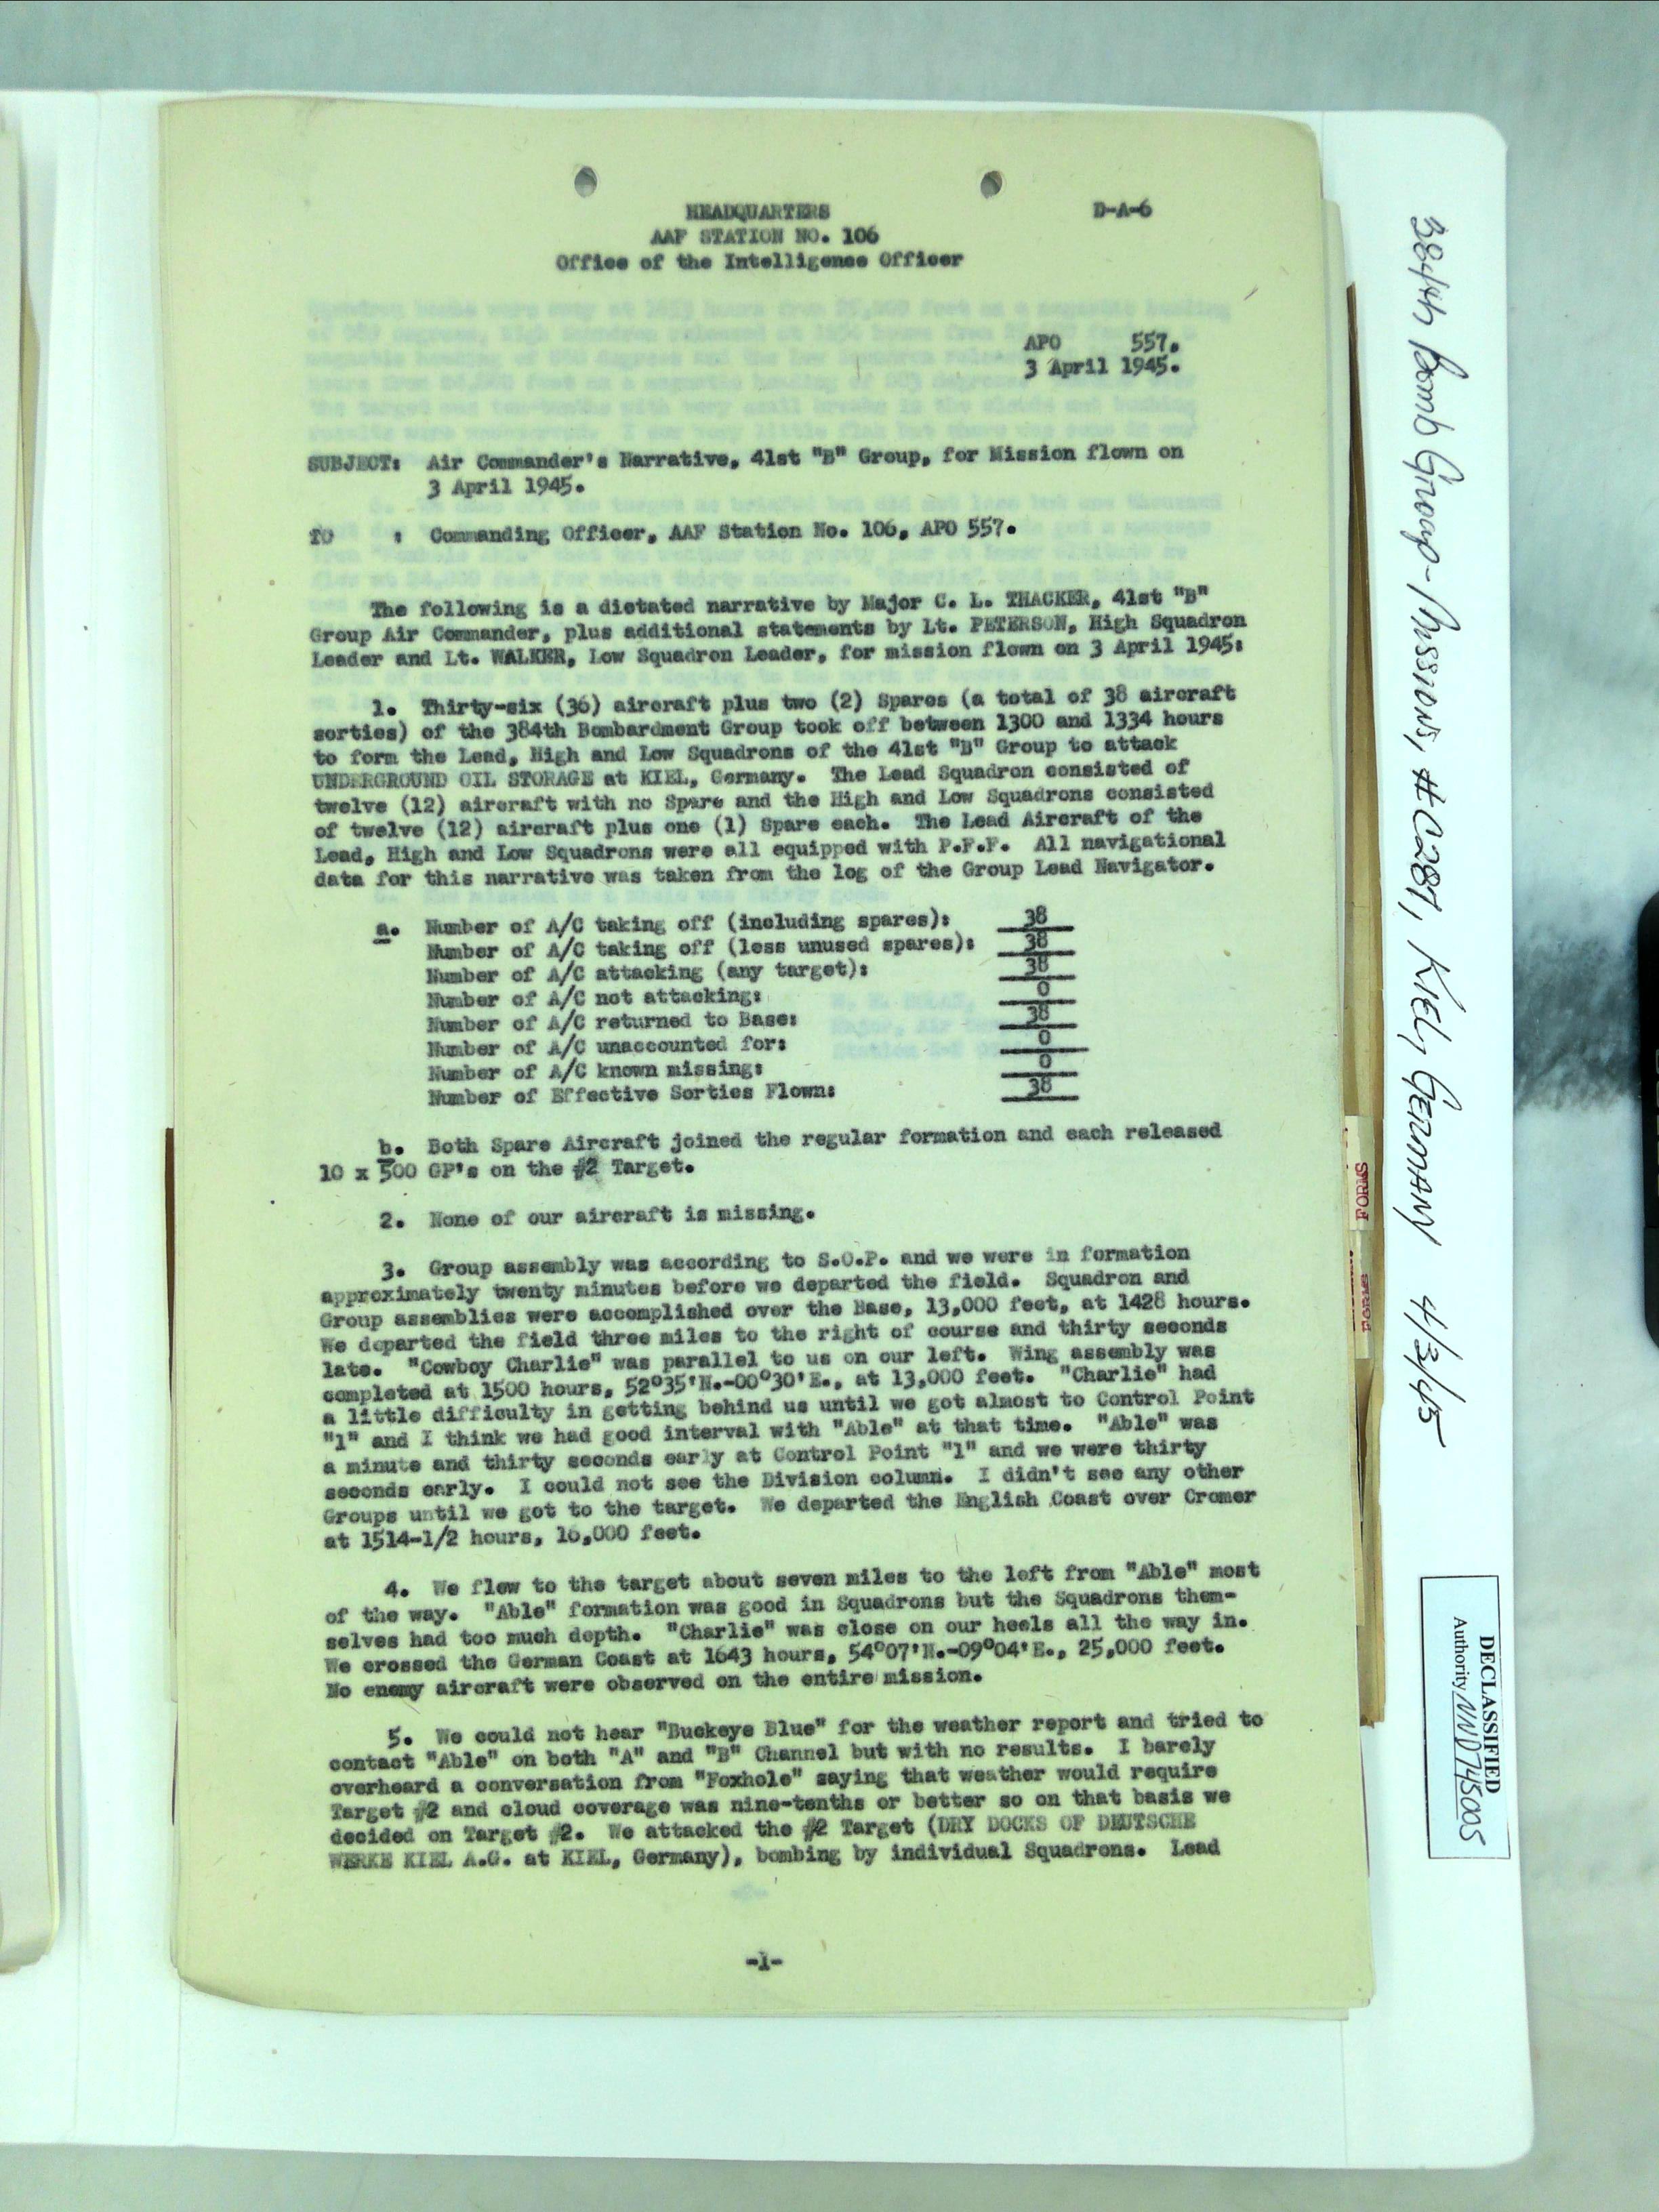 HEADQUARTERS
D-A-6
AAF STATION NO. 106
Office of the Intelligence Officer
APO 557.
3 April 1945.
SUBJECT: Air Commander's Narrative, 41st "B" Group, for Mission flown on
3 April 1945.
TO : Commanding Officer, AAF Station No. 106, APO 557.
The following is a dictated narrative by Major C. L. THACKER, 41st "B"
Group Air Commander, plus additional statements by Lt. PETERSON, High Squadron
Leader and Lt. WALKER, Low Squadron Leader, for mission flown on 3 April 1945:
1. Thirty-six (36) aircraft plus two (2) Spares (a total of 38 aircraft
sorties) of the 384th Bombardment Group took off between 1300 and 1334 hours
to form the Lead, High and Low Squadrons of the 41st "B" Group to attack
UNDERGROUND OIL STORAGE at KIEL, Germany. The Lead Squadron consisted of
twelve (12) aircraft with no Spare and the High and Low Squadrons consisted
of twelve (12) aircraft plus one (1) Spare each. The Lead Aircraft of the
Lead, High and Low Squadrons were all equipped with P.F.F. All navigational
data for this narrative was taken from the log of the Group Lead Navigator.
a. Number of A/C taking off (including spares): 38
Number of A/C taking off (less unused spares): 38
Number of A/C attacking (any target): 38
Number of A/C not attacking: 0
Number of A/C returned to Base: 38
Number of A/C unaccounted for: 0
Number of A/C known missing: 0
Number of Effective Sorties Flown: 38
b. Both Spare Aircraft joined the regular formation and each released
10 x 500 GP's on the #2 Target.
2. None of our aircraft is missing.
3. Group assembly was according to S.O.P. and we were in formation
approximately twenty minutes before we departed the field. Squadron and
Group assemblies were accomplished over the Base, 13,000 feet, at 1428 hours.
We departed the field three miles to the right of course and thirty seconds
late. "Cowboy Charlie" was parallel to us on our left. Wing assembly was
completed at 1500 hours, 52°35'N.-00°30'E., at 13,000 feet. "Charlie" had
a little difficulty in getting behind us until we got almost to Control Point
"1" and I think we had good interval with "Able" at that time. "Able" was
a minute and thirty seconds early at Control Point "1" and we were thirty
seconds early. I could not see the Division column. I didn't see any other
Groups until we got to the target. We departed the English Coast over Cromer
at 1514-1/2 hours, 16,000 feet.
4. We flew to the target about seven miles to the left from "Able" most
of the way. "Able" formation was good in Squadrons but the Squadrons them-
selves had too much depth. "Charlie" was close on our heels all the way in.
We crossed the German Coast at 1643 hours, 54°07'N.-09°04'E., 25,000 feet.
No enemy aircraft were observed on the entire mission.
5. We could not hear "Buckeye Blue" for the weather report and tried to
contact "Able" on both "A" and "B" Channel but with no results. I barely
overheard a conversation from "Foxhole" saying that weather would require
Target #2 and cloud coverage was nine-tenths or better so on that basis we
decided on Target #2. We attacked the #2 Target (DRY DOCKS OF DEUTSCHE
WERKE KIEL A.G. at KIEL, Germany), bombing by individual Squadrons. Lead
-1-
384th Bomb Group - Mission, #C287, KIEL, GERMANY 4/3/45
FORMS
FORMS
DECLASSIFIED
Authority NND745005